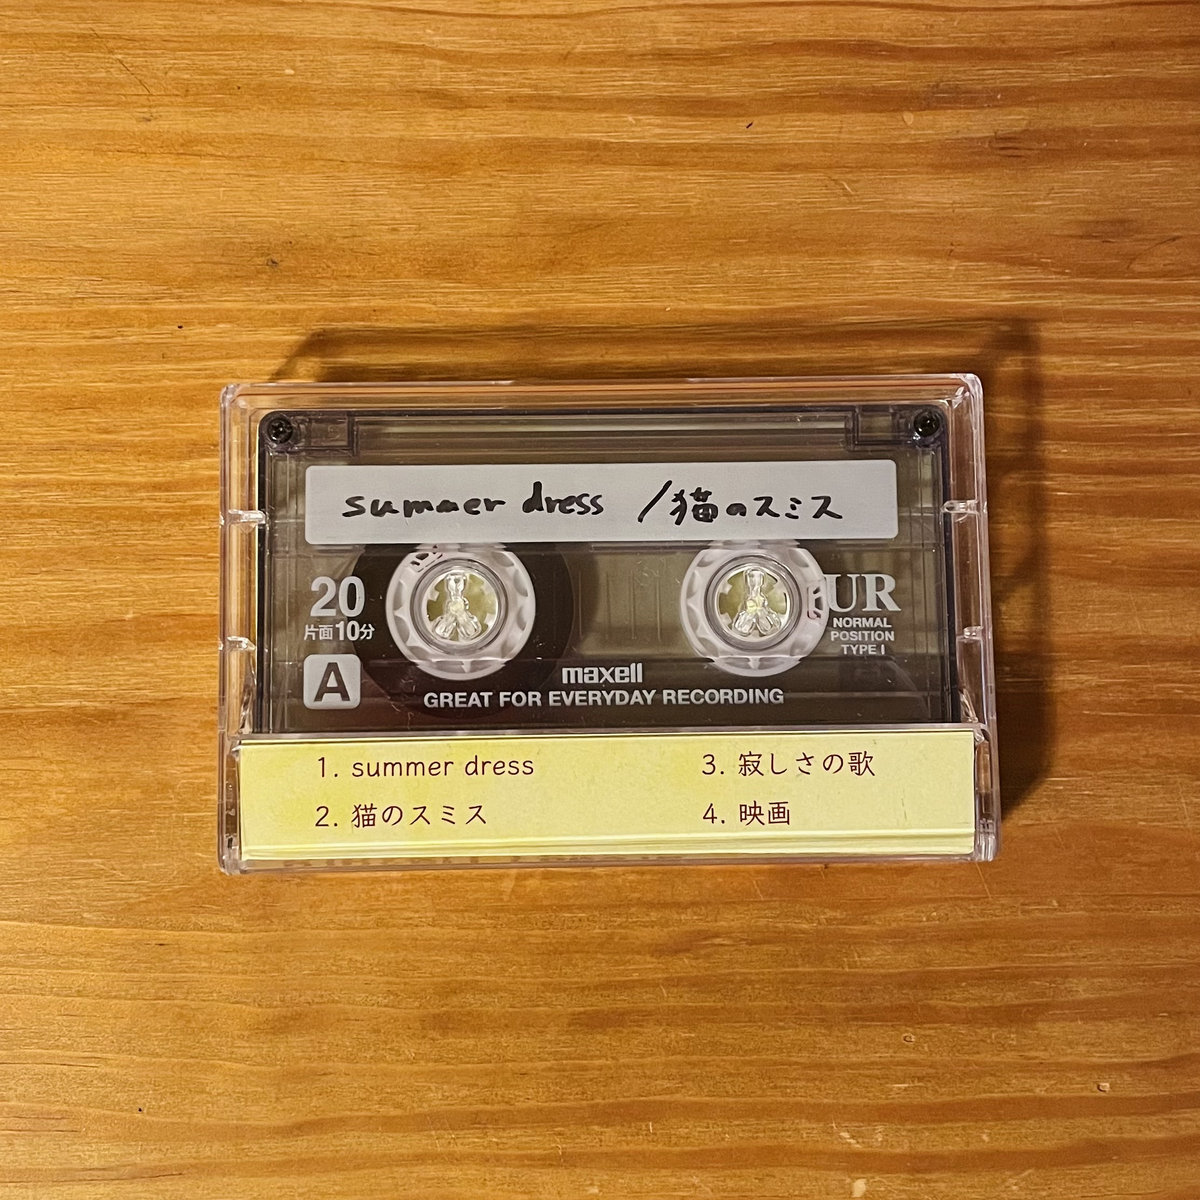 summer dress / 猫のスミス
20
片面10分
A
UR
NORMAL
POSITION
TYPE I
maxell
GREAT FOR EVERYDAY RECORDING
1. summer dress
2. 猫のスミス
3. 寂しさの歌
4. 映画